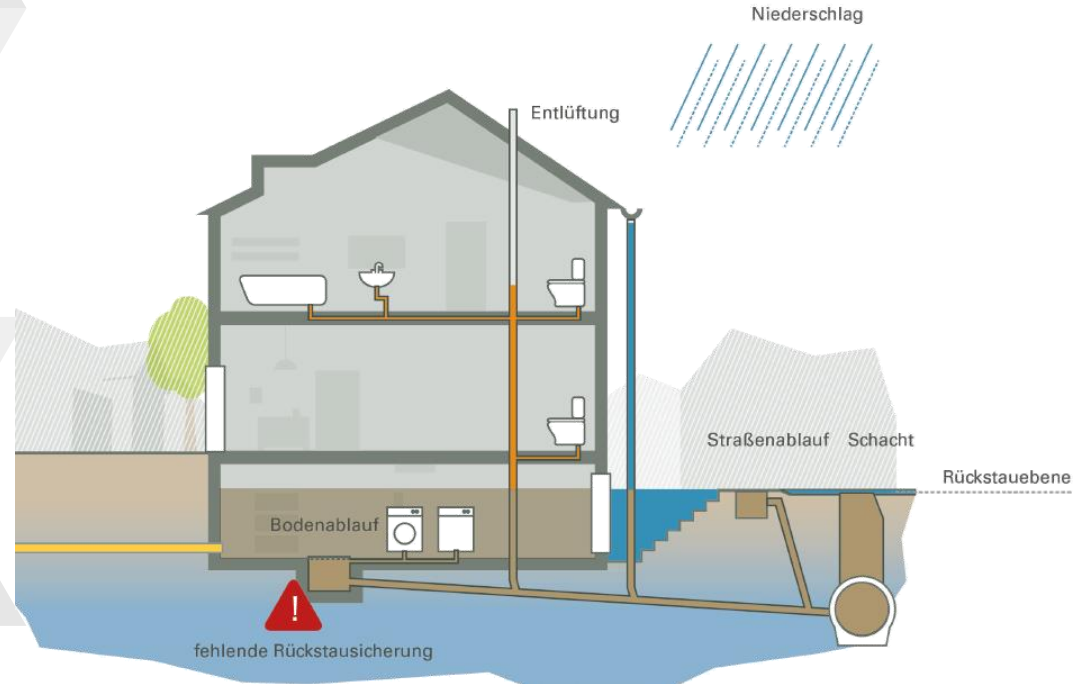 Niederschlag
Entlüftung
Straßenablauf Schacht
Rückstauebene
Bodenablauf
!
fehlende Rückstausicherung